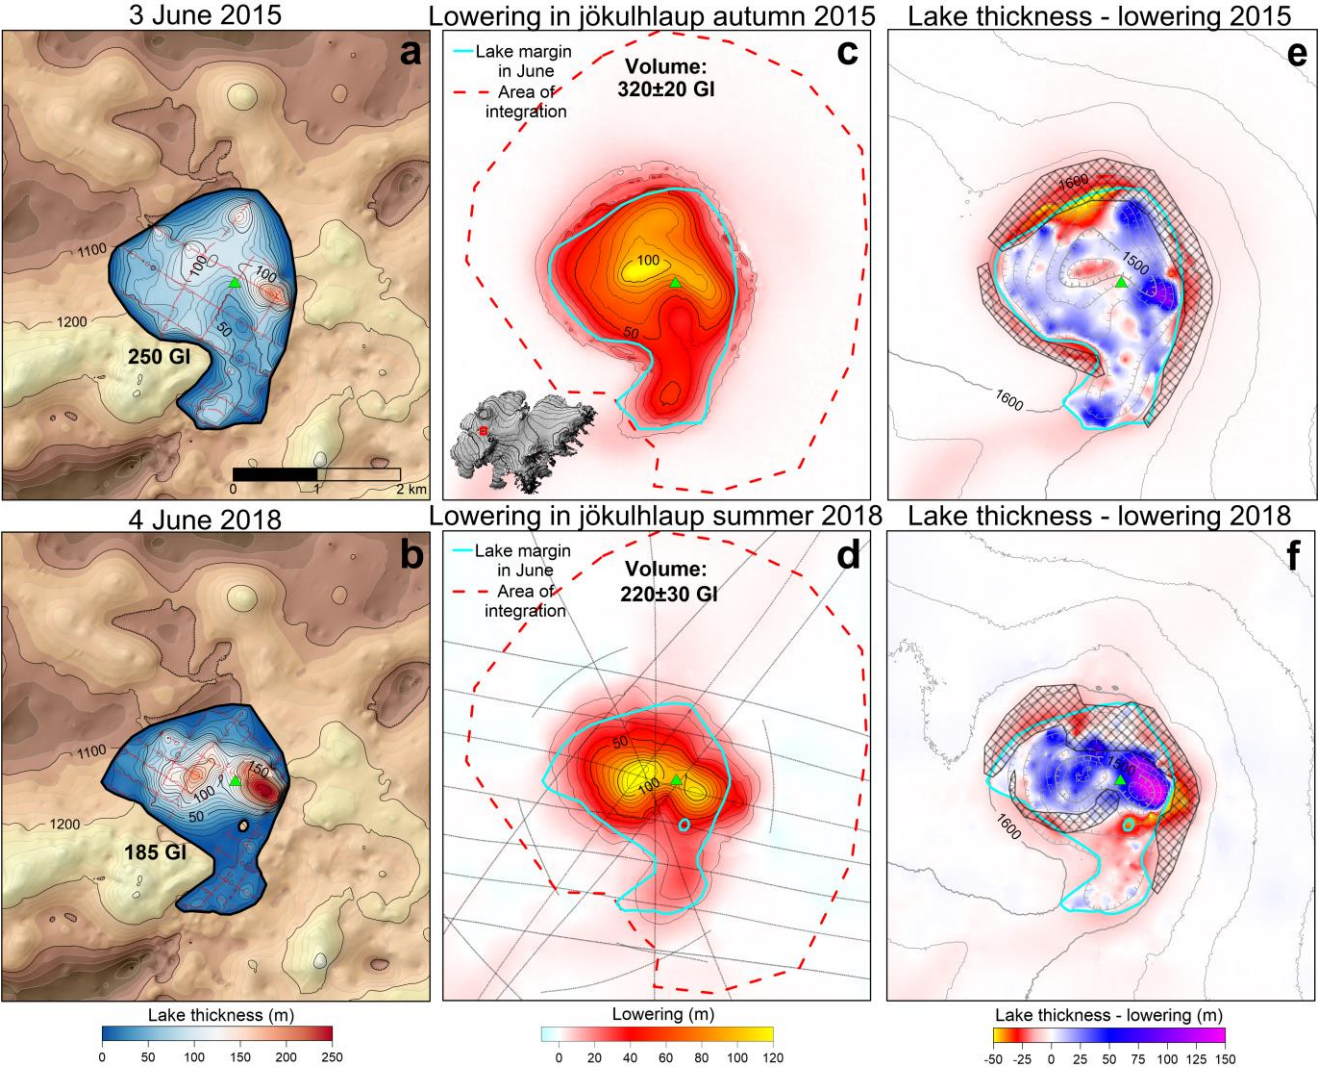 3 June 2015
Lowering in jökulhlaup autumn 2015
Lake thickness - lowering 2015
a
1100
1200
100
100
50
250 Gl
0
1
2 km
Lake margin
in June
Area of
integration
Volume:
320±20 Gl
c
100
50
e
1600
1500
1600
4 June 2018
Lowering in jökulhlaup summer 2018
Lake thickness - lowering 2018
b
1100
1200
150
100
50
185 Gl
Lake margin
in June
Area of
integration
Volume:
220±30 Gl
d
50
100
f
1500
1600
Lake thickness (m)
0 50 100 150 200 250
Lowering (m)
0 20 40 60 80 100 120
Lake thickness - lowering (m)
-50 -25 0 25 50 75 100 125 150